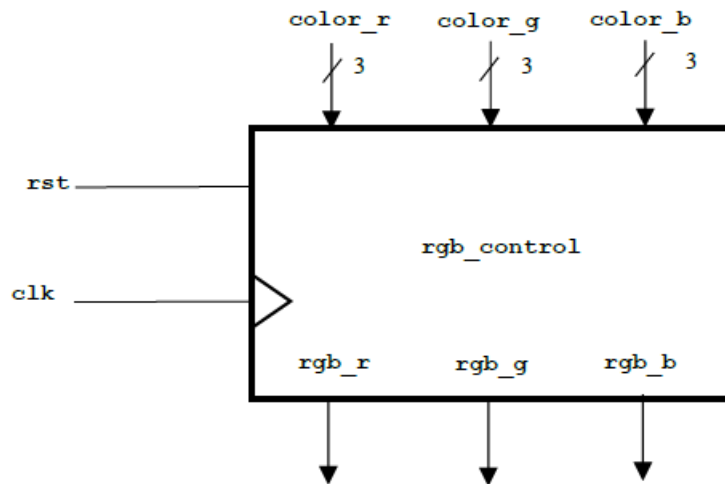 color_r color_g color_b
3 3 3
rst
rgb_control
clk
rgb_r rgb_g rgb_b